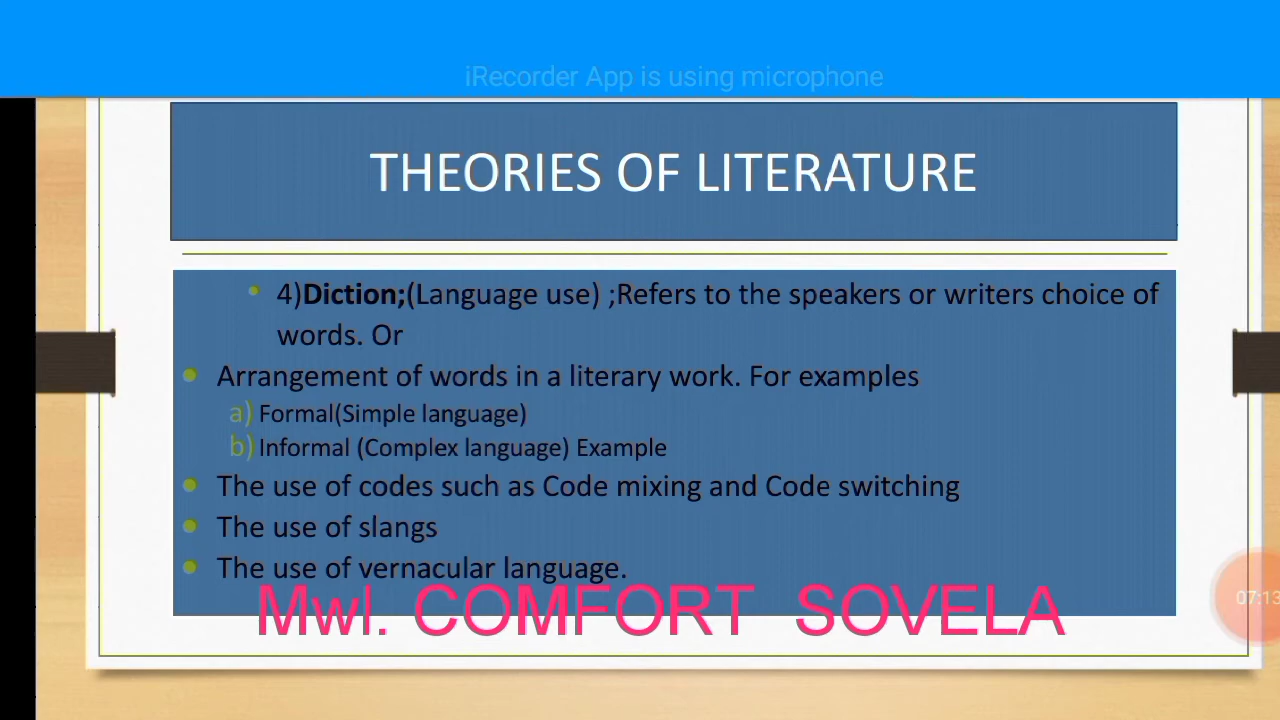 iRecorder App is using microphone
THEORIES OF LITERATURE
• 4)Diction;(Language use) ;Refers to the speakers or writers choice of
words. Or
• Arrangement of words in a literary work. For examples
a) Formal(Simple language)
b) Informal (Complex language) Example
• The use of codes such as Code mixing and Code switching
• The use of slangs
• The use of vernacular language.
Mwl. COMFORT SOVELA
07:13